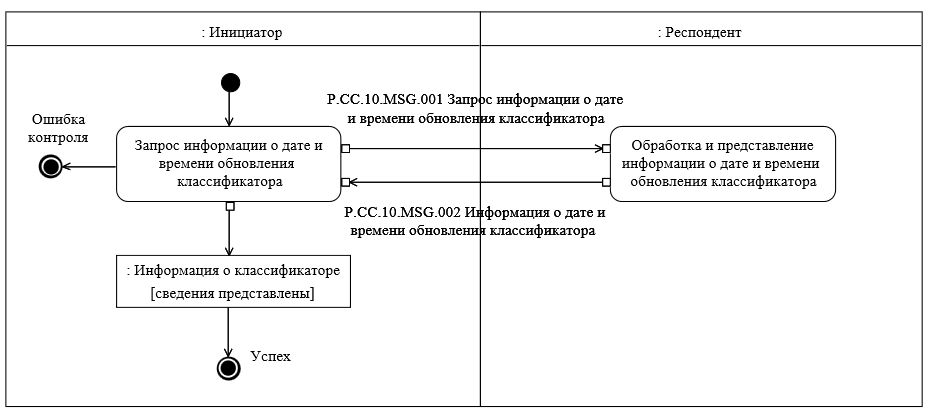 : Инициатор
: Респондент
P.CC.10.MSG.001 Запрос информации о дате
и времени обновления классификатора
Ошибка
контроля
Запрос информации о дате и
времени обновления
классификатора
Обработка и представление
информации о дате и времени
обновления классификатора
P.CC.10.MSG.002 Информация о дате и
времени обновления классификатора
: Информация о классификаторе
[сведения представлены]
Успех